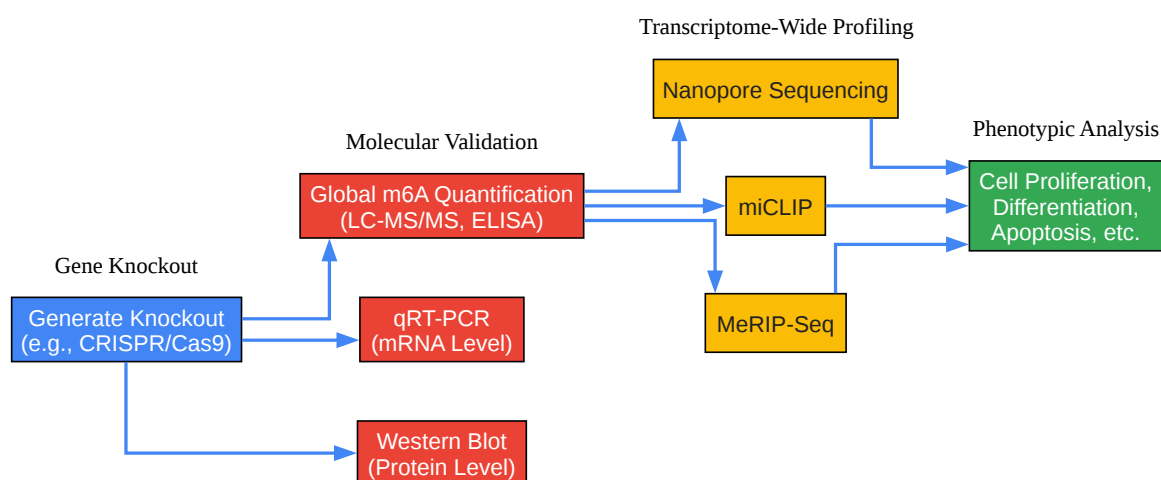 Transcriptome-Wide Profiling
Nanopore Sequencing
Phenotypic Analysis
Molecular Validation
Global m6A Quantification
(LC-MS/MS, ELISA)
miCLIP
Cell Proliferation,
Differentiation,
Apoptosis, etc.
Gene Knockout
Generate Knockout
(e.g., CRISPR/Cas9)
qRT-PCR
(mRNA Level)
MeRIP-Seq
Western Blot
(Protein Level)